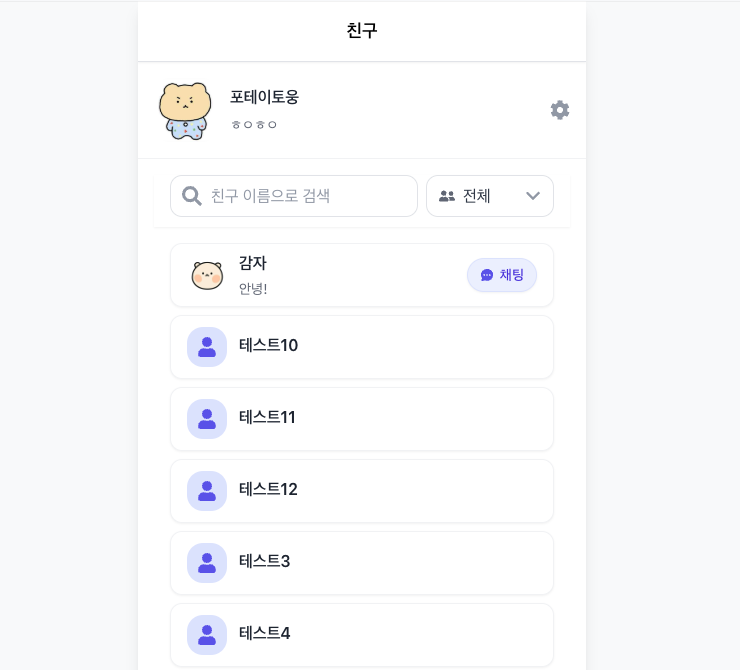 친구
포테이토웅
ㅎㅇㅎㅇ
친구 이름으로 검색
전체
감자
안녕!
채팅
테스트10
테스트11
테스트12
테스트3
테스트4